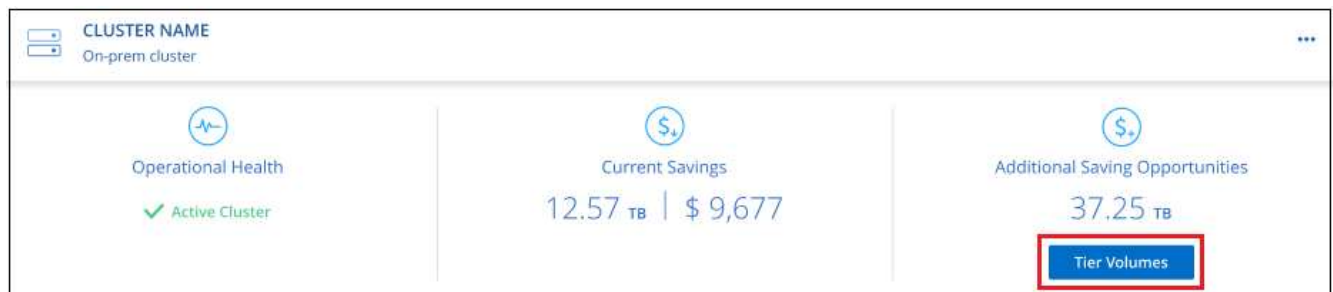 CLUSTER NAME
On-prem cluster
Operational Health
Active Cluster
Current Savings
12.57 TB | $ 9,677
Additional Saving Opportunities
37.25 TB
Tier Volumes